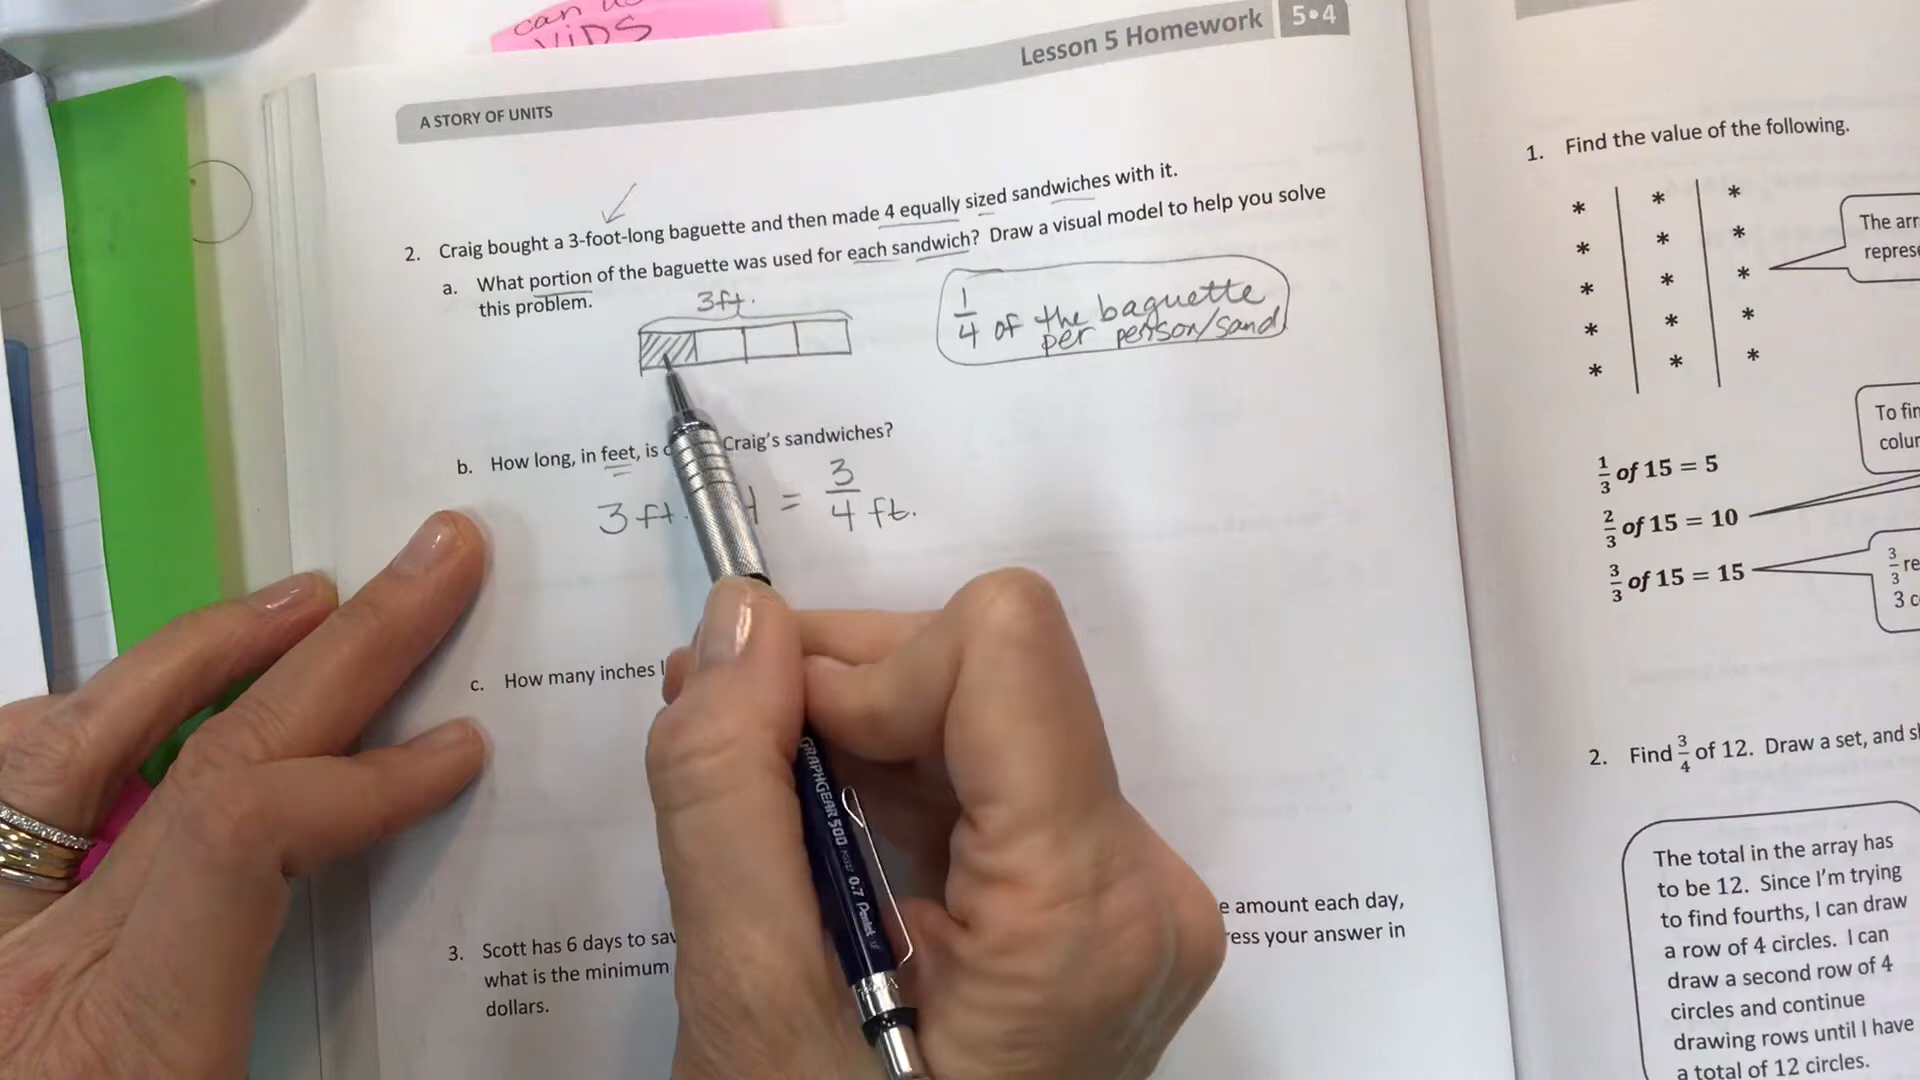 can
ViDS
Lesson 5 Homework 5•4
A STORY OF UNITS
2. Craig bought a 3-foot-long baguette and then made 4 equally sized sandwiches with it.
a. What portion of the baguette was used for each sandwich? Draw a visual model to help you solve
this problem.
3ft.
1/4 of the baguette
per person/sand
b. How long, in feet, is Craig's sandwiches?
3 ft. 4 = 3/4 ft.
c. How many inches
3. Scott has 6 days to e amount each day,
what is the minimum ess your answer in
dollars.
GRAPHGEAR 500 0.7 Pentel
1. Find the value of the following.
* * *
* * *
* * *
* * *
* * *
The
1/3 of 15 = 5
2/3 of 15 = 10
3/3 of 15 = 15
To
3/3
3
2. Find 3/4 of 12. Draw a set, and
The total in the array has
to be 12. Since I'm trying
to find fourths, I can draw
a row of 4 circles. I can
draw a second row of 4
circles and continue
drawing rows until I have
a total of 12 circles.